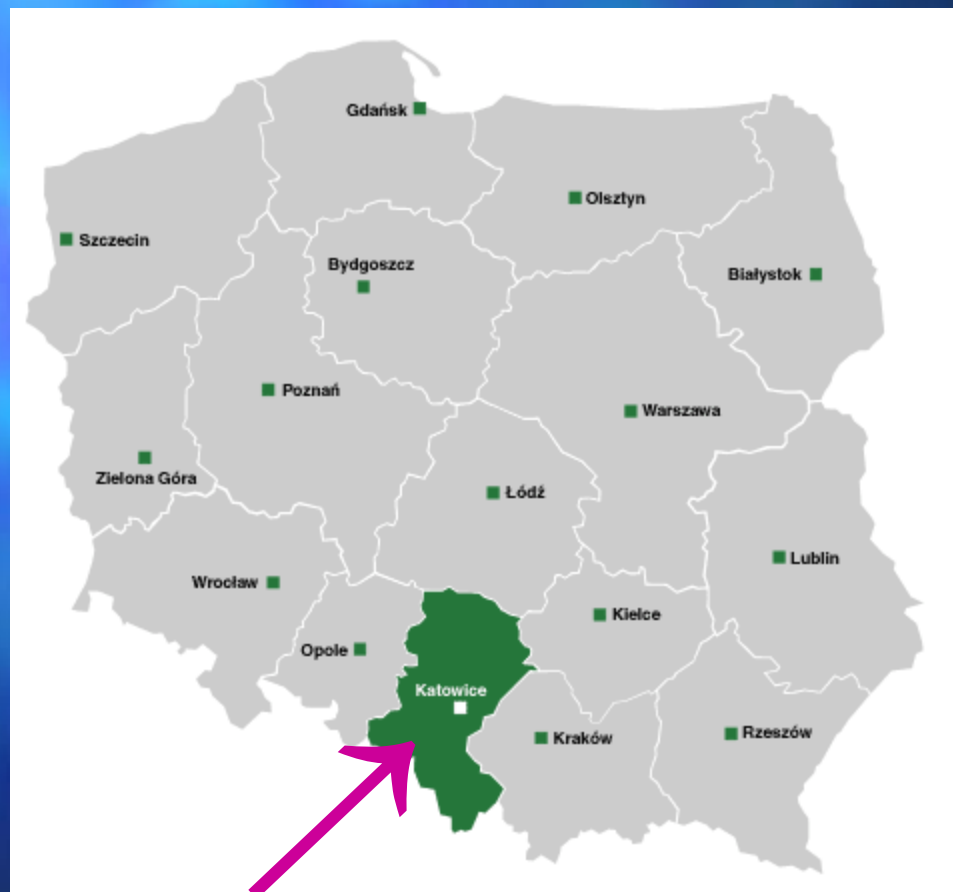 Gdańsk
Olsztyn
Szczecin
Bydgoszcz
Białystok
Poznań
Warszawa
Zielona Góra
Łódź
Lublin
Wrocław
Kielce
Opole
Katowice
Kraków
Rzeszów